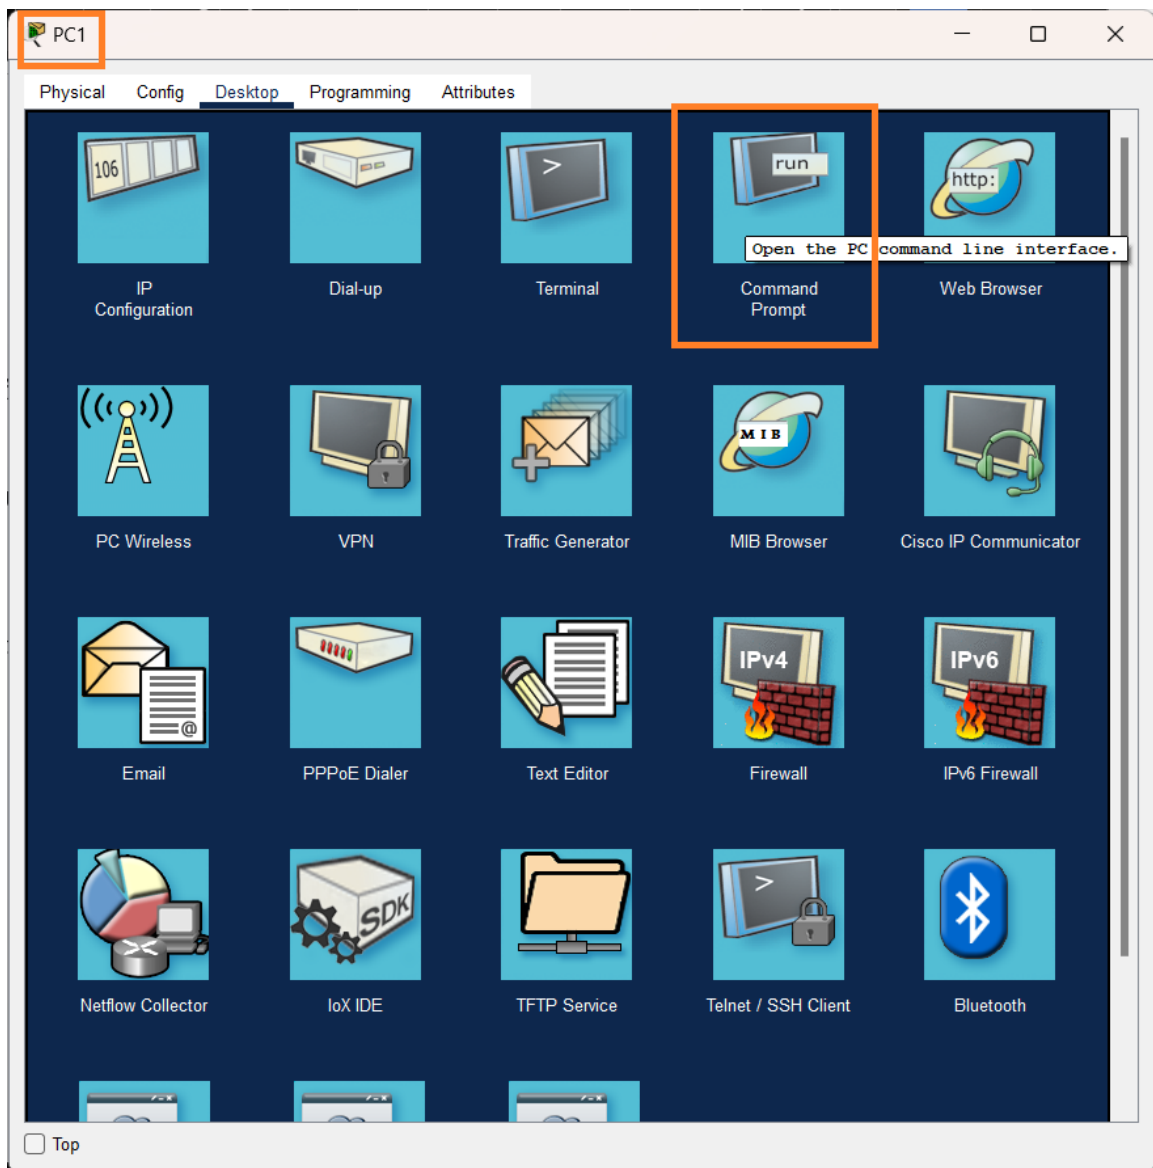 PC1
Physical Config Desktop Programming Attributes
106
>
run
http:
Open the PC command line interface.
IP
Configuration
Dial-up
Terminal
Command
Prompt
Web Browser
MIB
PC Wireless
VPN
Traffic Generator
MIB Browser
Cisco IP Communicator
@
IPv4
IPv6
Email
PPPoE Dialer
Text Editor
Firewall
IPv6 Firewall
SDK
>
Netflow Collector
IoX IDE
TFTP Service
Telnet / SSH Client
Bluetooth
Top